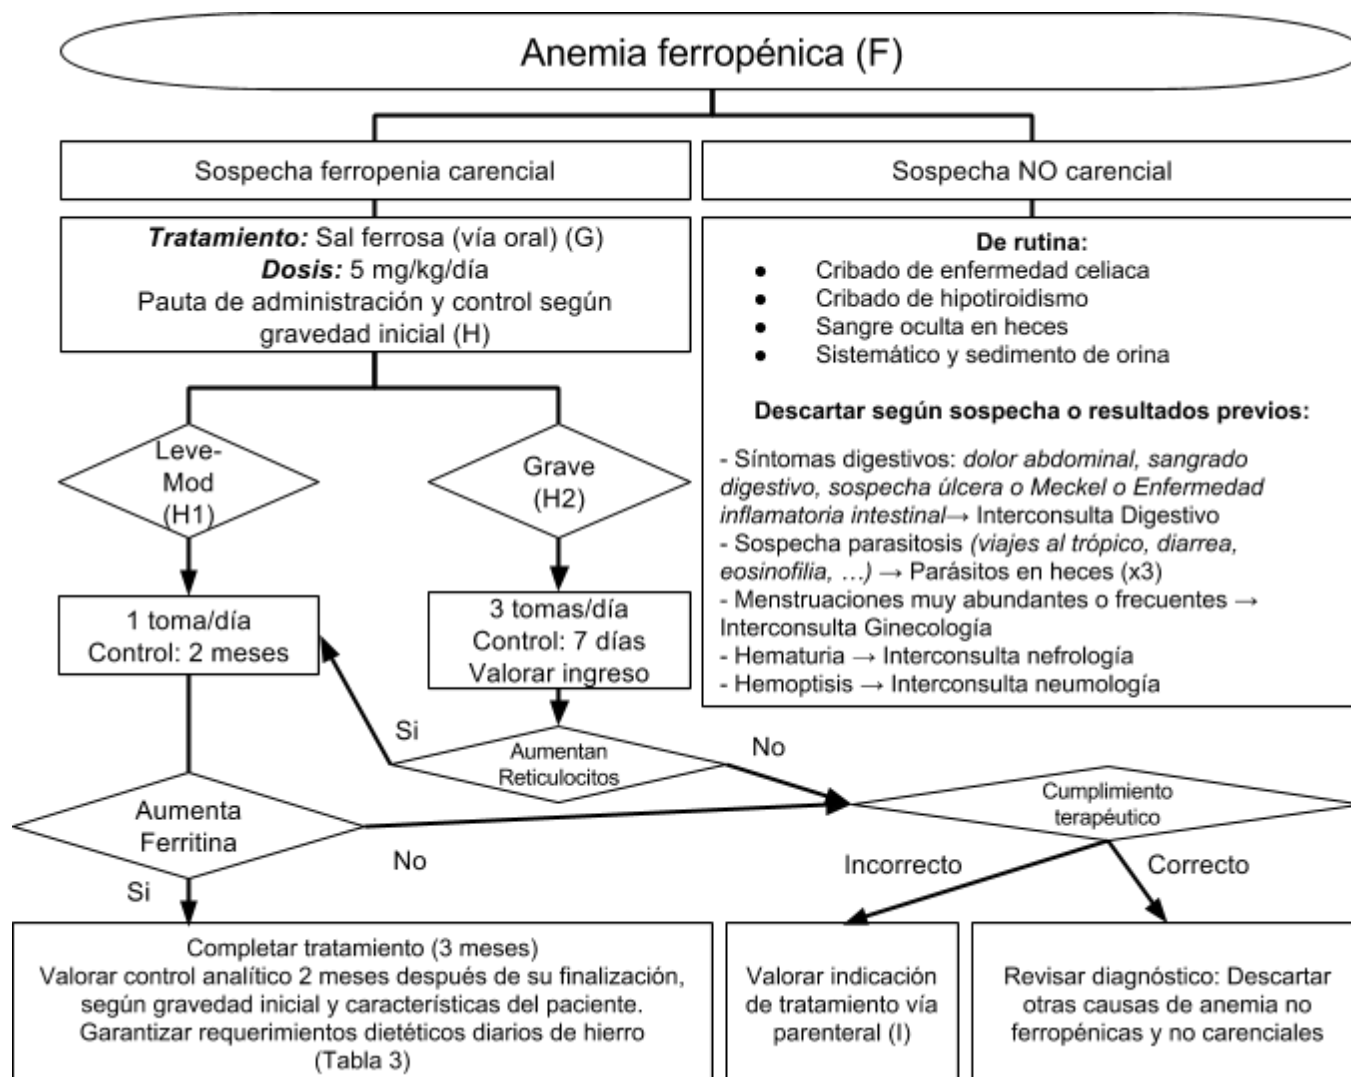 Anemia ferropénica (F)
Sospecha ferropenia carencial
Sospecha NO carencial
Tratamiento: Sal ferrosa (vía oral) (G)
Dosis: 5 mg/kg/día
Pauta de administración y control según
gravedad inicial (H)
De rutina:
● Cribado de enfermedad celiaca
● Cribado de hipotiroidismo
● Sangre oculta en heces
● Sistemático y sedimento de orina
Descartar según sospecha o resultados previos:
- Síntomas digestivos: dolor abdominal, sangrado
digestivo, sospecha úlcera o Meckel o Enfermedad
inflamatoria intestinal→ Interconsulta Digestivo
- Sospecha parasitosis (viajes al trópico, diarrea,
eosinofilia, …) → Parásitos en heces (x3)
- Menstruaciones muy abundantes o frecuentes →
Interconsulta Ginecología
- Hematuria → Interconsulta nefrología
- Hemoptisis → Interconsulta neumología
Leve-
Mod
(H1)
Grave
(H2)
1 toma/día
Control: 2 meses
3 tomas/día
Control: 7 días
Valorar ingreso
Si
Aumentan
Reticulocitos
No
Aumenta
Ferritina
No
Si
Cumplimiento
terapéutico
Incorrecto
Correcto
Completar tratamiento (3 meses)
Valorar control analítico 2 meses después de su finalización,
según gravedad inicial y características del paciente.
Garantizar requerimientos dietéticos diarios de hierro
(Tabla 3)
Valorar indicación
de tratamiento vía
parenteral (I)
Revisar diagnóstico: Descartar
otras causas de anemia no
ferropénicas y no carenciales